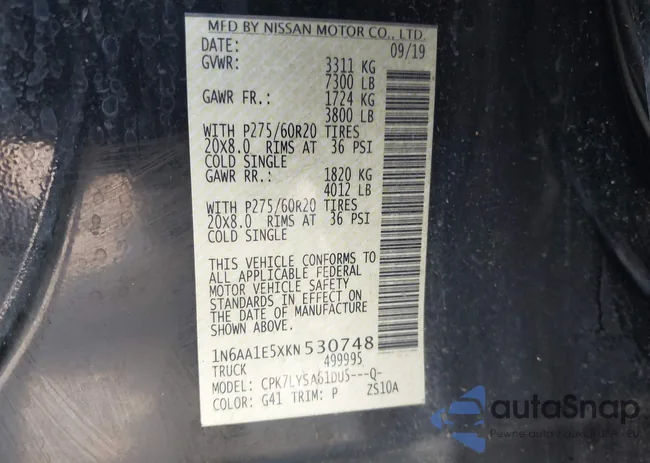 MFD BY NISSAN MOTOR CO., LTD.
DATE: 09/19
GVWR: 3311 KG
7300 LB
GAWR FR.: 1724 KG
3800 LB
WITH P275/60R20 TIRES
20X8.0 RIMS AT 36 PSI
COLD SINGLE
GAWR RR.: 1820 KG
4012 LB
WITH P275/60R20 TIRES
20X8.0 RIMS AT 36 PSI
COLD SINGLE
THIS VEHICLE CONFORMS TO
ALL APPLICABLE FEDERAL
MOTOR VEHICLE SAFETY
STANDARDS IN EFFECT ON
THE DATE OF MANUFACTURE
SHOWN ABOVE.
1N6AA1E5XKN530748
TRUCK 499995
MODEL: CPK7LYSA61DU5---Q-
COLOR: G41 TRIM: P ZS10A
autaSnap
Pewne auta z